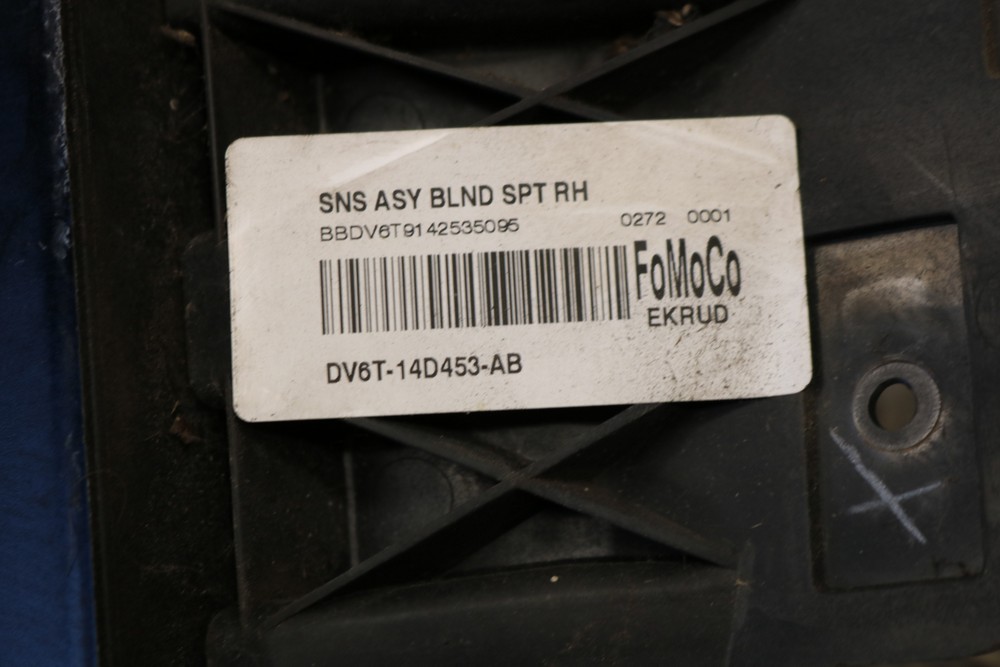 SNS ASY BLND SPT RH
BBDV6T9142535095 0272 0001
FoMoCo
EKRUD
DV6T-14D453-AB
X